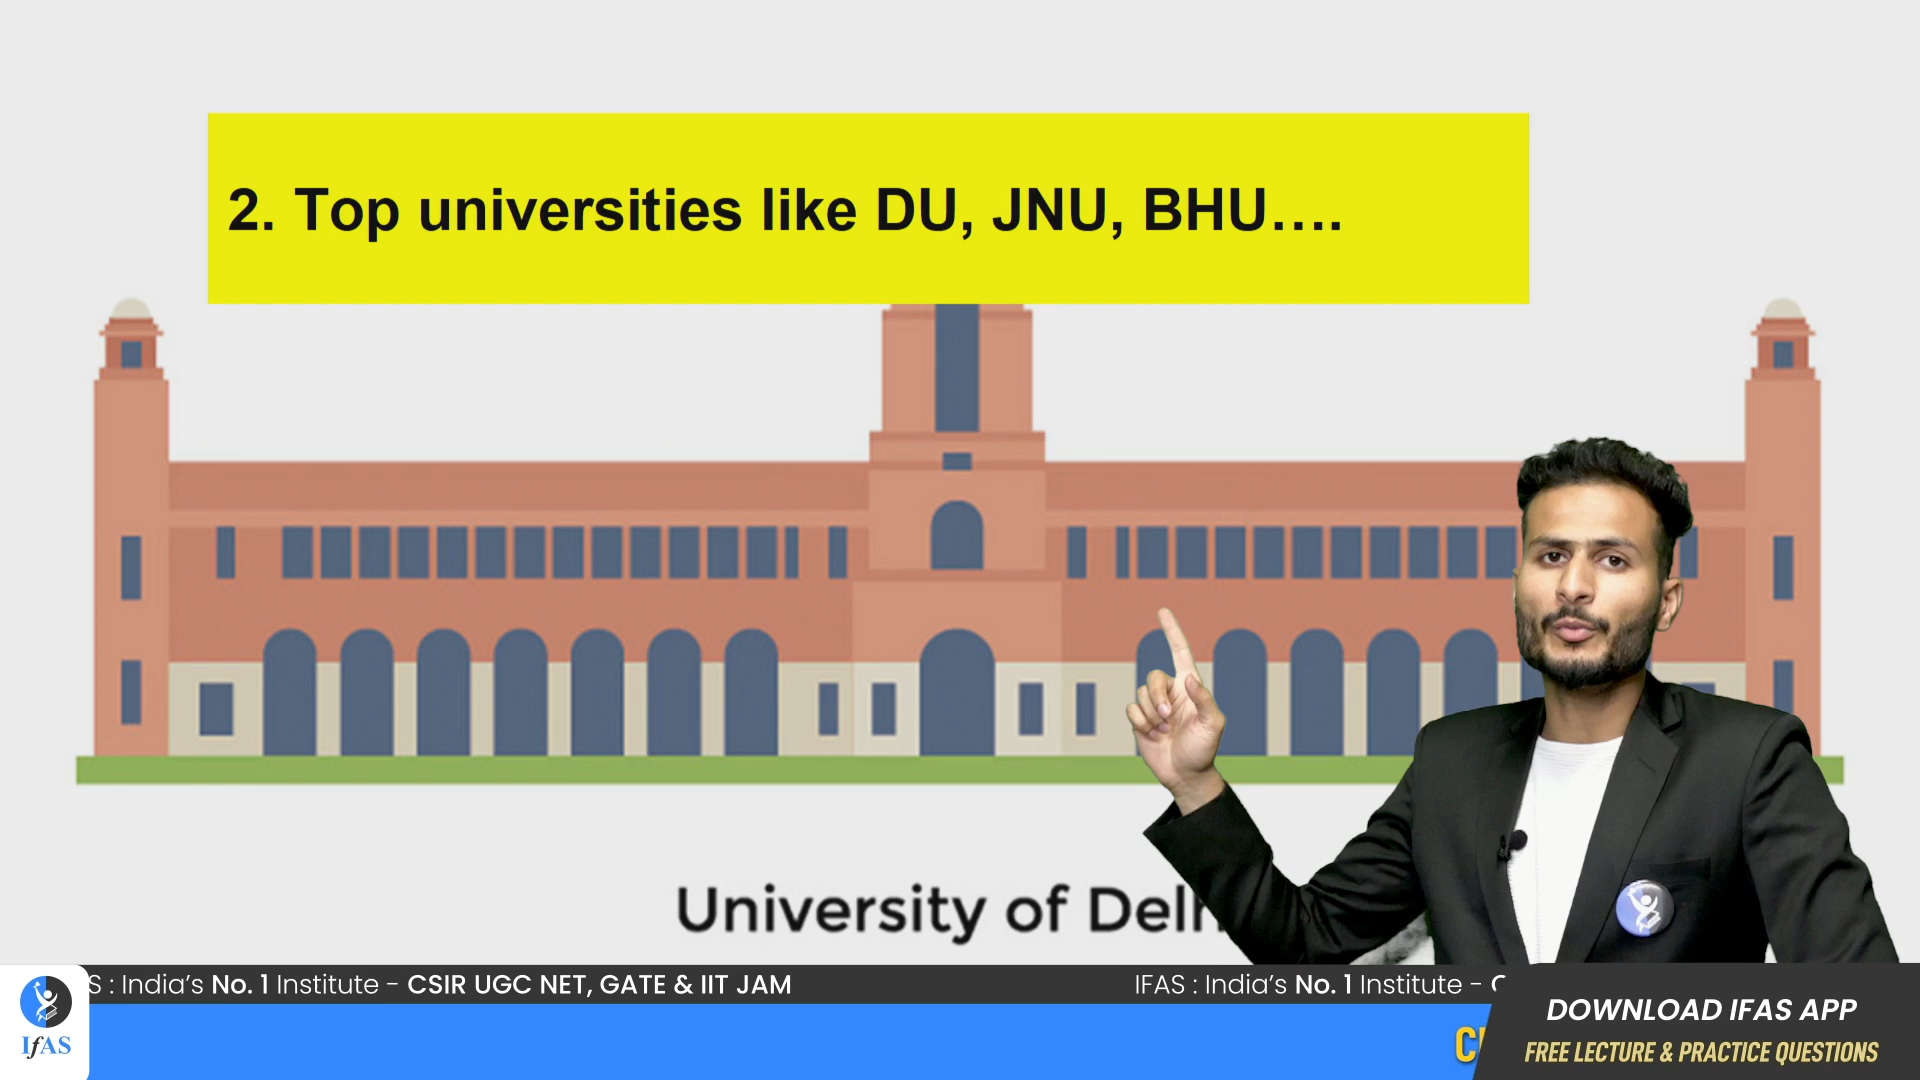 2. Top universities like DU, JNU, BHU....
University of Delh
S : India's No. 1 Institute - CSIR UGC NET, GATE & IIT JAM
IFAS : India's No. 1 Institute -
DOWNLOAD IFAS APP
FREE LECTURE & PRACTICE QUESTIONS
IfAS